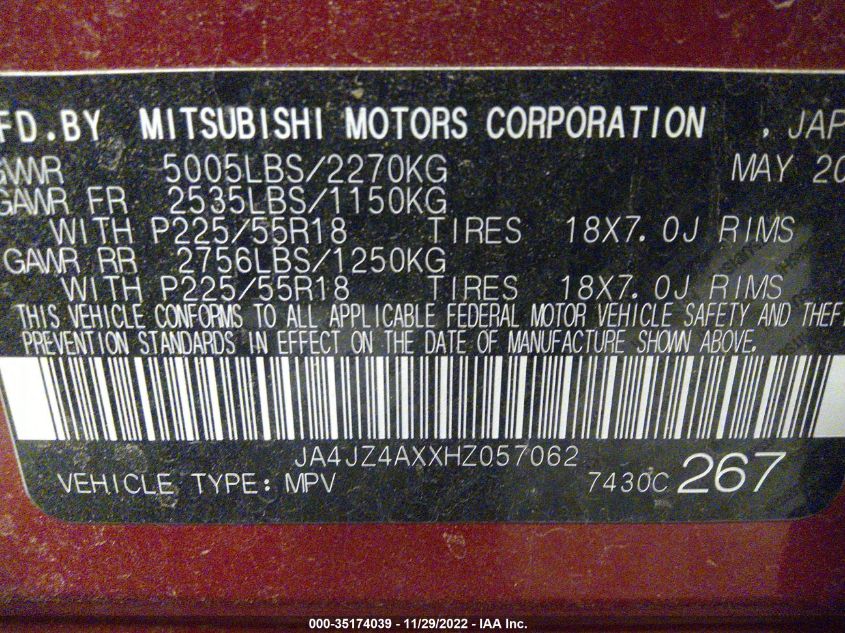 FD.BY MITSUBISHI MOTORS CORPORATION , JAP
GVWR 5005LBS/2270KG MAY 20
GAWR FR 2535LBS/1150KG
WITH P225/55R18 TIRES 18X7.0J RIMS
GAWR RR 2756LBS/1250KG
WITH P225/55R18 TIRES 18X7.0J RIMS
THIS VEHICLE CONFORMS TO ALL APPLICABLE FEDERAL MOTOR VEHICLE SAFETY AND THEF
PREVENTION STANDARDS IN EFFECT ON THE DATE OF MANUFACTURE SHOWN ABOVE.
JA4JZ4AXXHZ057062
VEHICLE TYPE: MPV 7430C 267
000-35174039 - 11/29/2022 - IAA Inc.